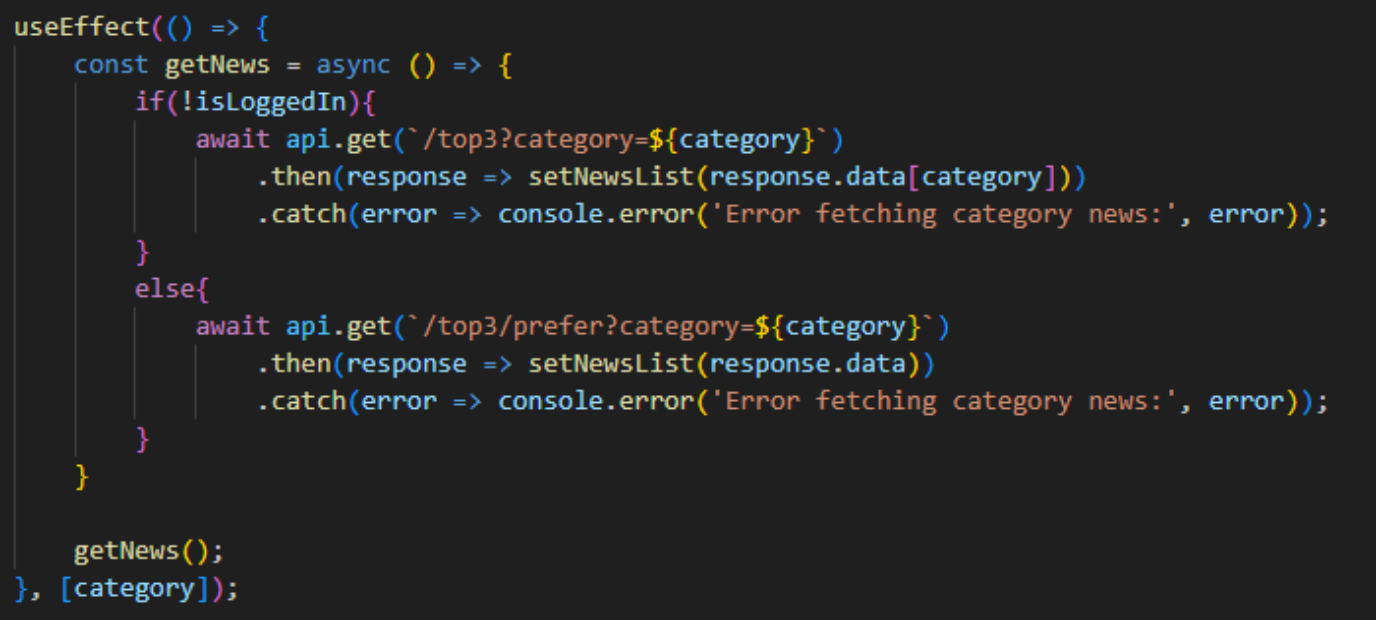 useEffect(() => {
    const getNews = async () => {
        if(!isLoggedIn){
            await api.get(`/top3?category=${category}`)
                .then(response => setNewsList(response.data[category]))
                .catch(error => console.error('Error fetching category news:', error));
        }
        else{
            await api.get(`/top3/prefer?category=${category}`)
                .then(response => setNewsList(response.data))
                .catch(error => console.error('Error fetching category news:', error));
        }
    }

    getNews();
}, [category]);